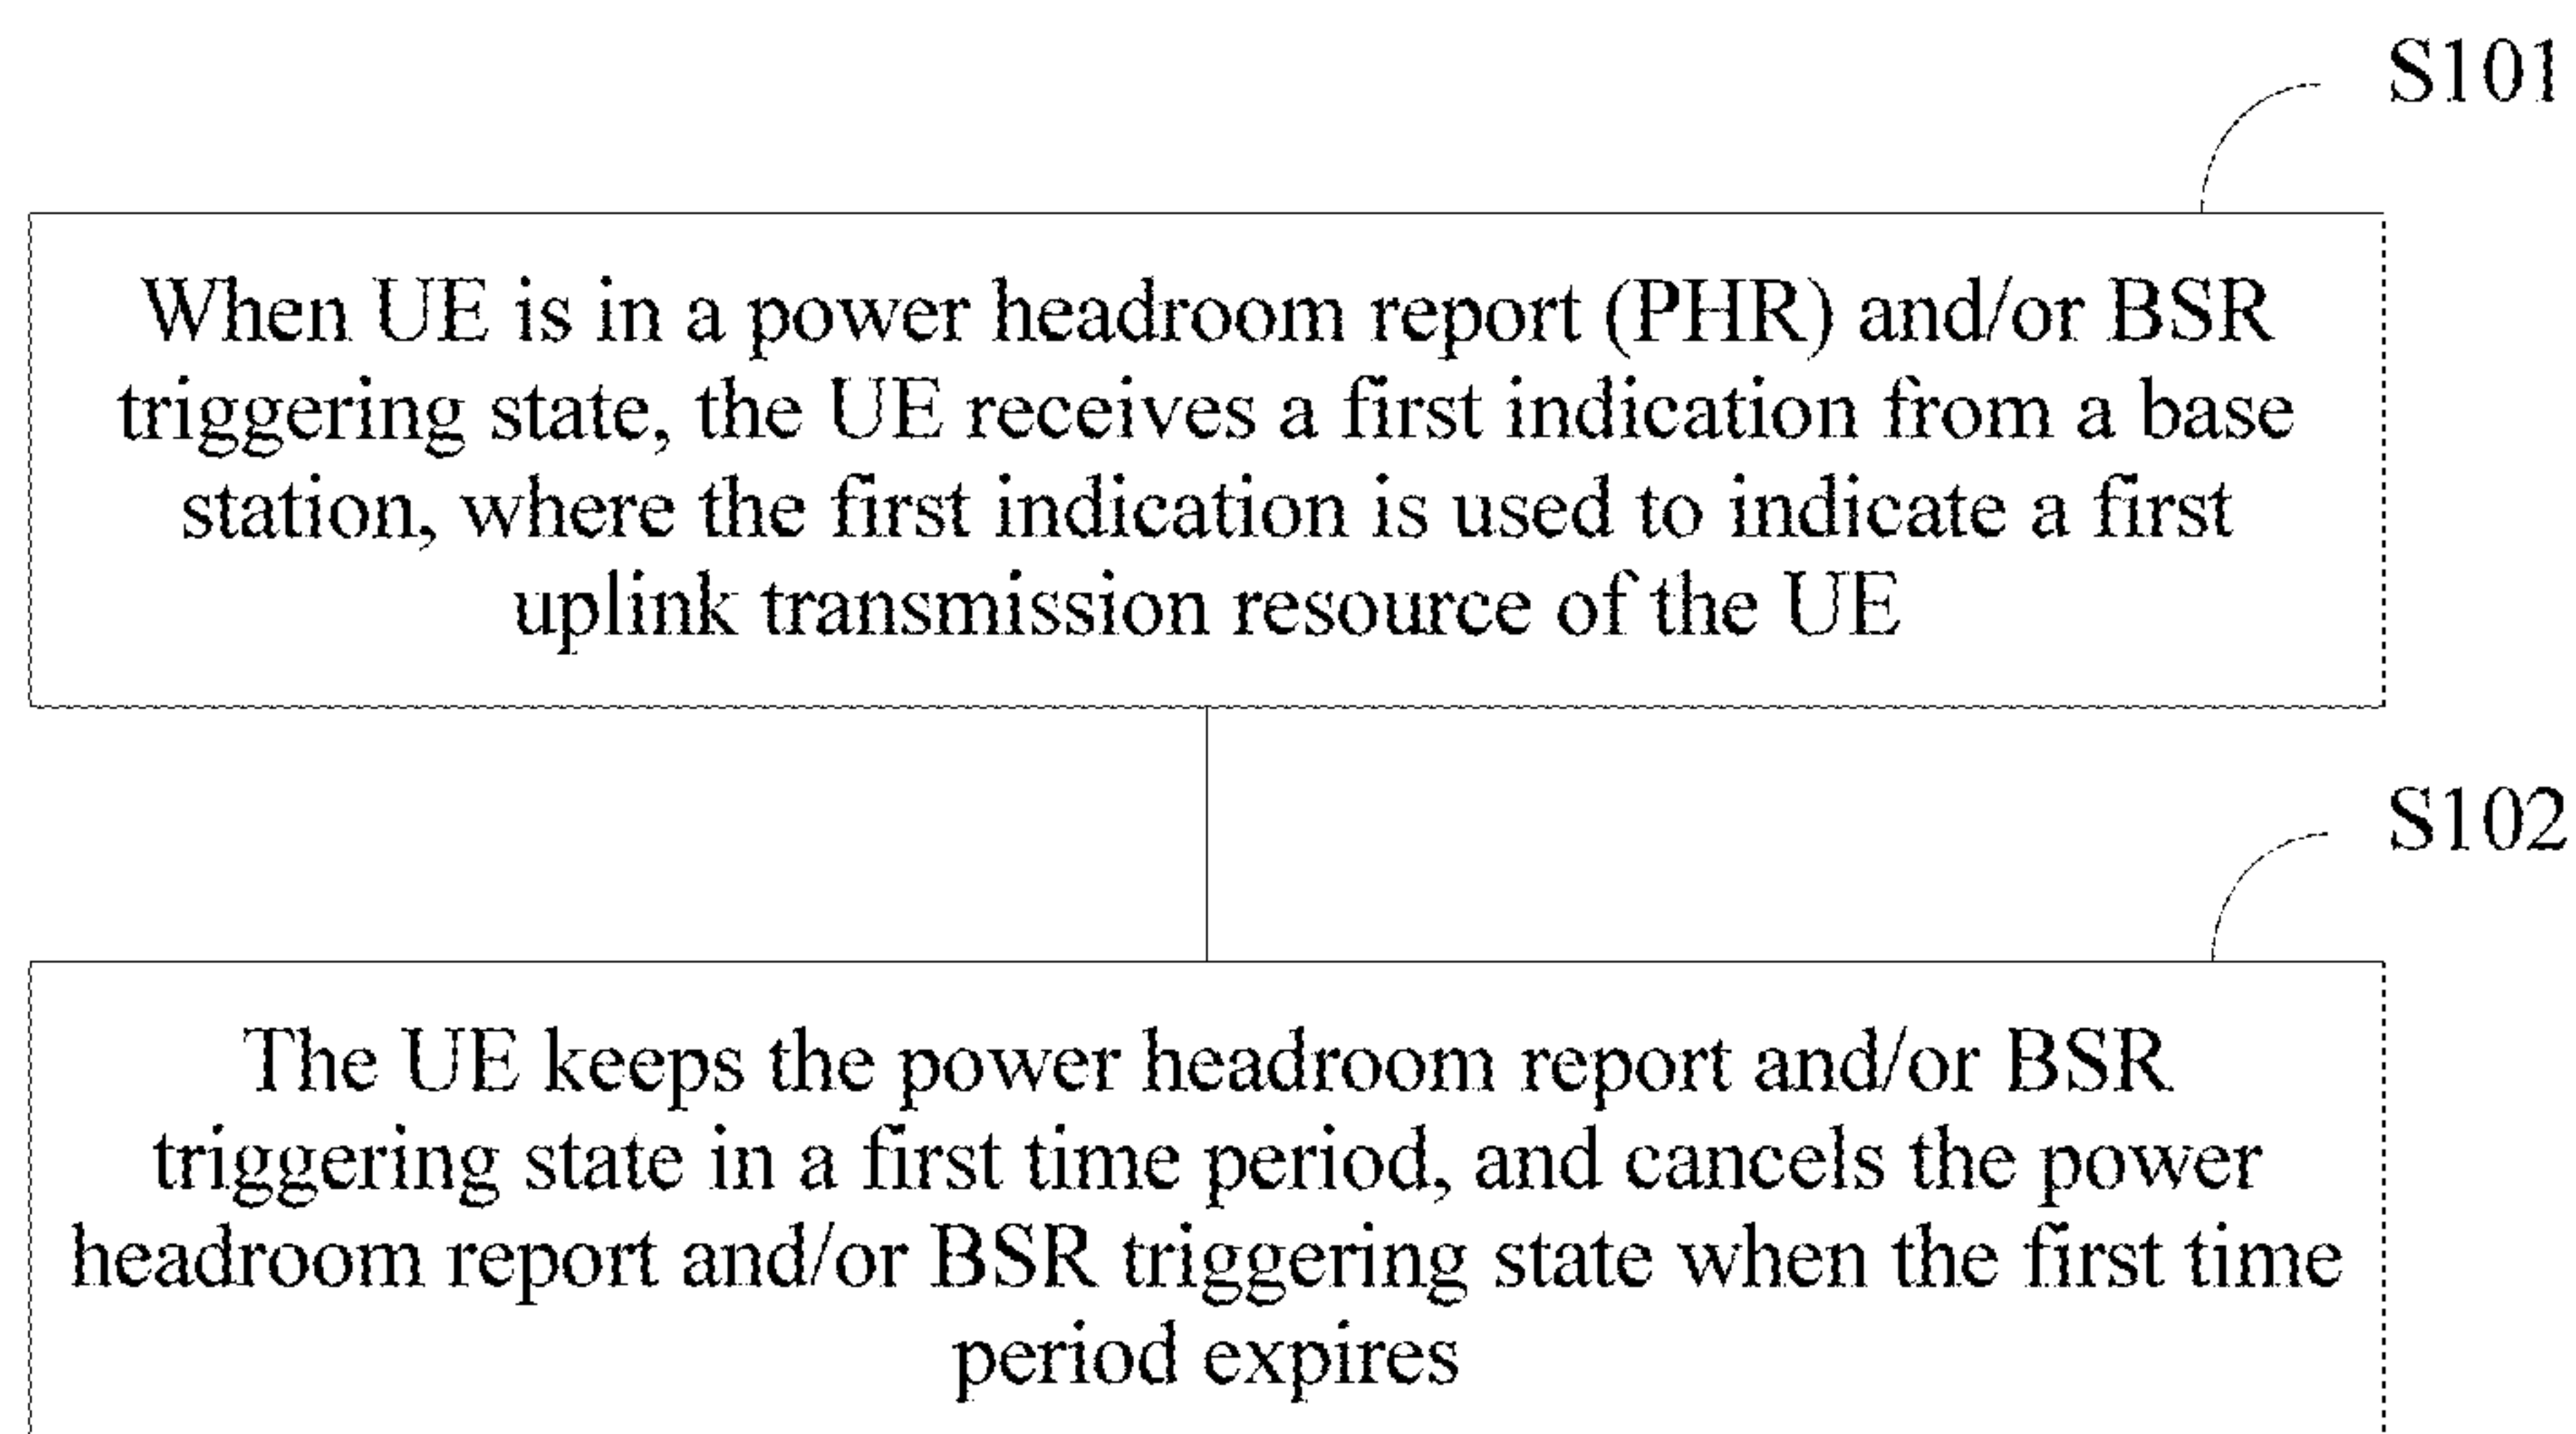 S101
When UE is in a power headroom report (PHR) and/or BSR
triggering state, the UE receives a first indication from a base
station, where the first indication is used to indicate a first
uplink transmission resource of the UE
S102
The UE keeps the power headroom report and/or BSR
triggering state in a first time period, and cancels the power
headroom report and/or BSR triggering state when the first time
period expires